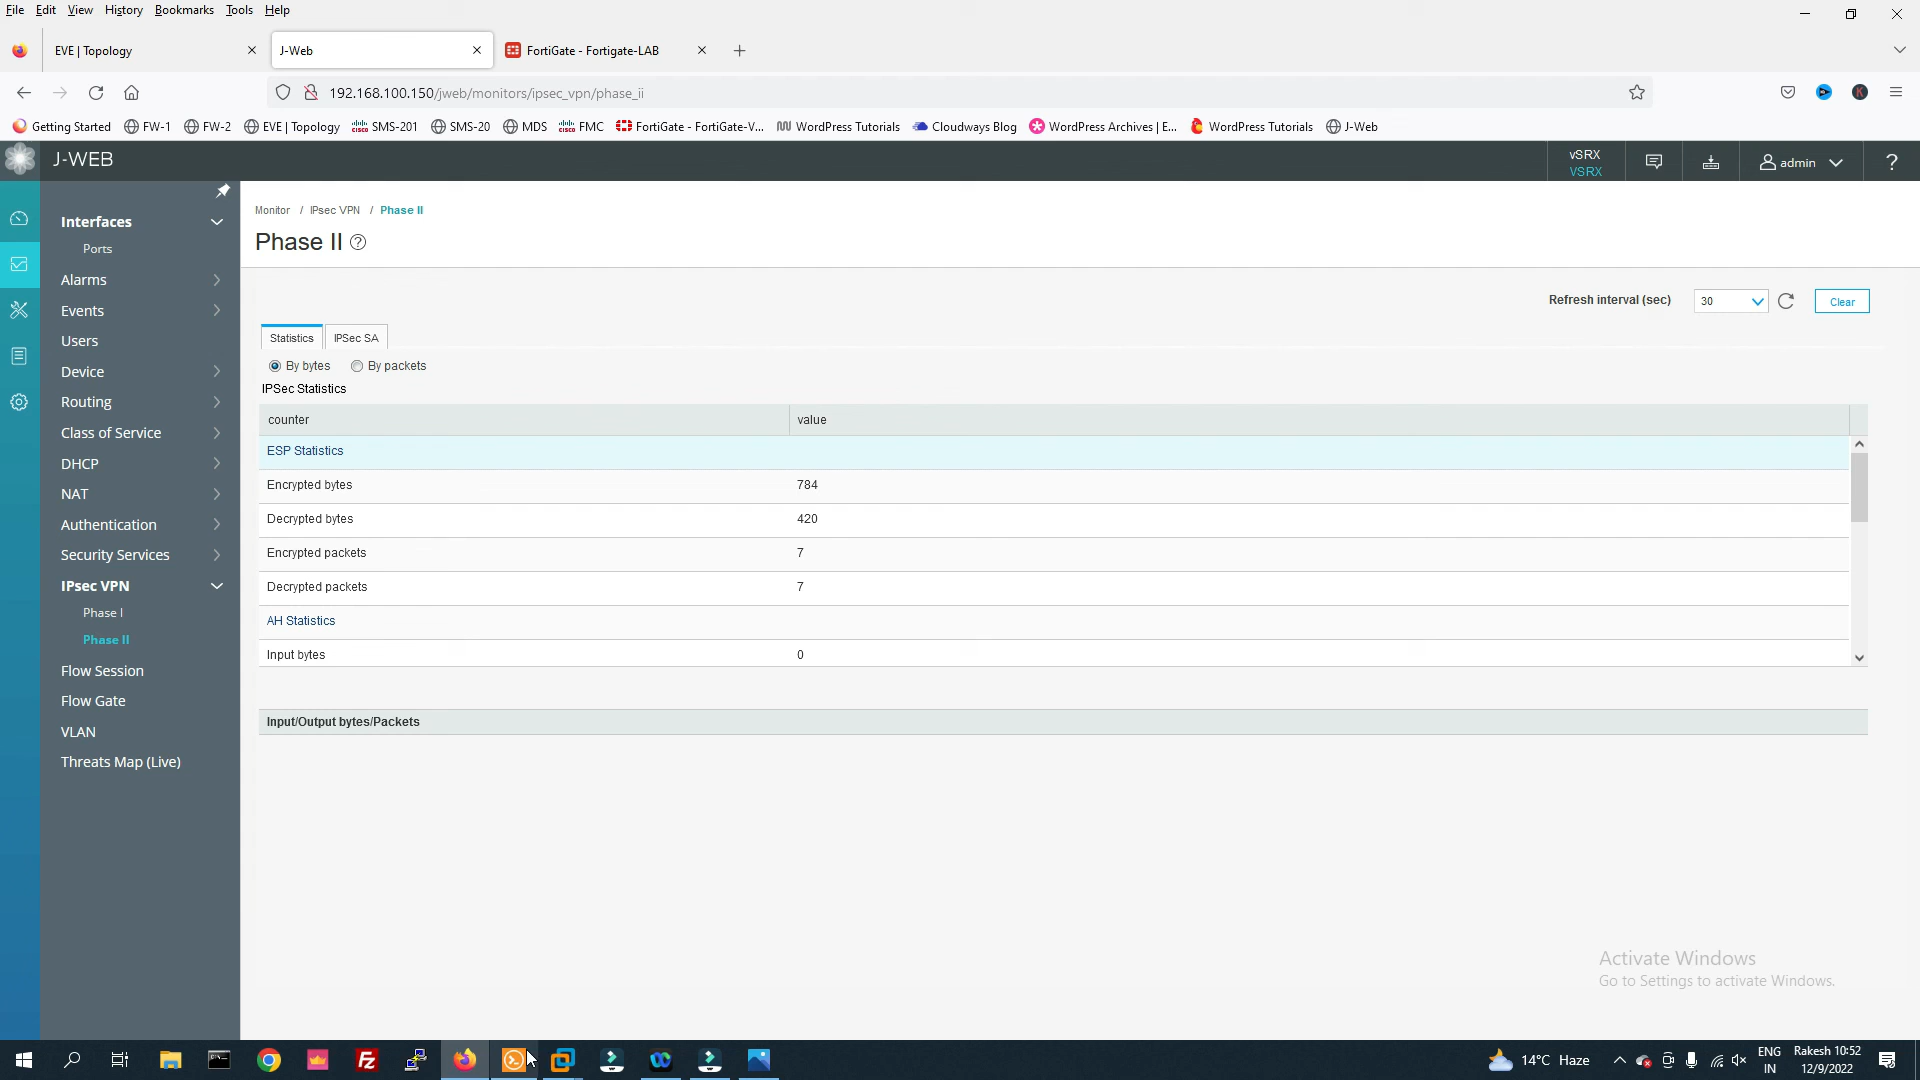 File Edit View History Bookmarks Tools Help
EVE | Topology
J-Web
FortiGate - Fortigate-LAB
192.168.100.150/jweb/monitors/ipsec_vpn/phase_ii
Getting Started FW-1 FW-2 EVE | Topology SMS-201 SMS-20 MDS FMC FortiGate - FortiGate-V... WordPress Tutorials Cloudways Blog WordPress Archives | E... WordPress Tutorials J-Web
J-WEB
vSRX
VSRX
admin
?
Interfaces
Ports
Alarms
Events
Users
Device
Routing
Class of Service
DHCP
NAT
Authentication
Security Services
IPsec VPN
Phase I
Phase II
Flow Session
Flow Gate
VLAN
Threats Map (Live)
Monitor / IPsec VPN / Phase II
Phase II ?
Refresh interval (sec) 30 Clear
Statistics IPSec SA
By bytes By packets
IPSec Statistics
counter value
ESP Statistics
Encrypted bytes 784
Decrypted bytes 420
Encrypted packets 7
Decrypted packets 7
AH Statistics
Input bytes 0
Input/Output bytes/Packets
Activate Windows
Go to Settings to activate Windows.
14°C Haze
ENG
IN
Rakesh 10:52
12/9/2022